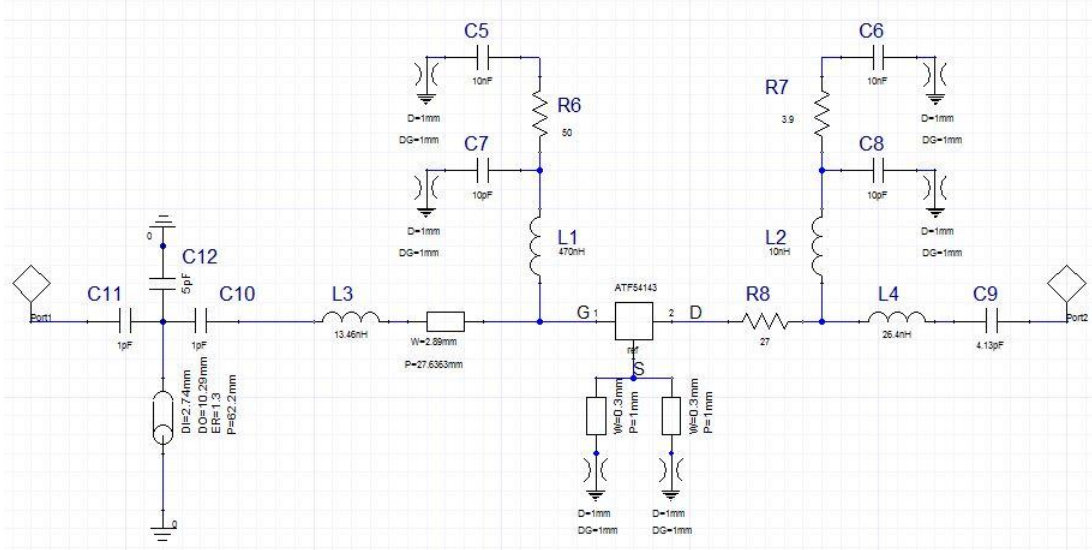 C5
10nF
D=1mm
DG=1mm
R6
50
C7
10pF
D=1mm
DG=1mm
L1
470nH
C6
10nF
D=1mm
DG=1mm
R7
3.9
C8
10pF
D=1mm
DG=1mm
L2
10nH
0
C12
5pF
Port1
C11
1pF
C10
1pF
L3
13.46nH
W=2.89mm
P=27.6363mm
ATF54143
G 1
2 D
ref
S
R8
27
L4
26.4nH
C9
4.13pF
Port2
DI=2.74mm
DO=10.29mm
ER=1.3
P=62.2mm
0
W=0.3mm
P=1mm
W=0.3mm
P=1mm
D=1mm
DG=1mm
D=1mm
DG=1mm